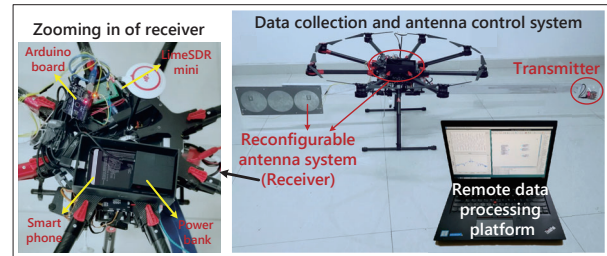 Zooming in of receiver
Arduino
board
LimeSDR
mini
Smart
phone
Power
bank
Data collection and antenna control system
Transmitter
Reconfigurable
antenna system
(Receiver)
Remote data
processing
platform